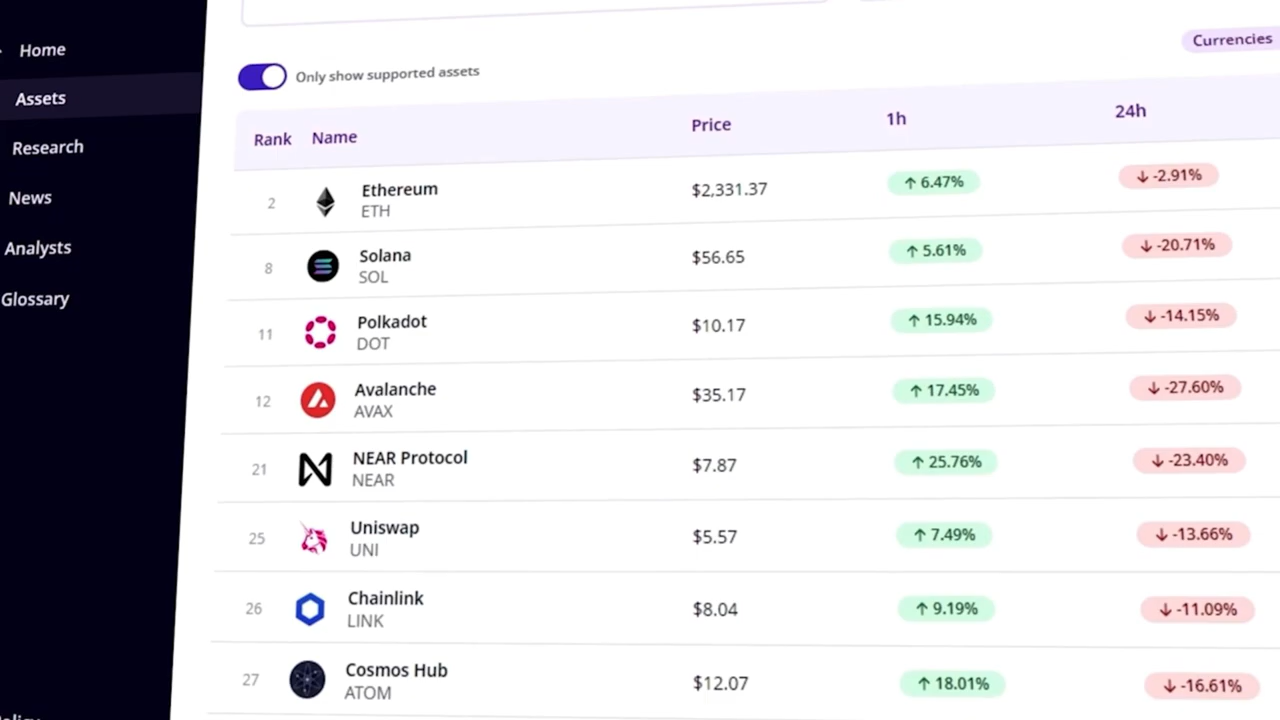 Home
Assets
Research
News
Analysts
Glossary
Only show supported assets
Currencies
Rank Name Price 1h 24h
2 Ethereum ETH $2,331.37 ↑ 6.47% ↓ -2.91%
8 Solana SOL $56.65 ↑ 5.61% ↓ -20.71%
11 Polkadot DOT $10.17 ↑ 15.94% ↓ -14.15%
12 Avalanche AVAX $35.17 ↑ 17.45% ↓ -27.60%
21 NEAR Protocol NEAR $7.87 ↑ 25.76% ↓ -23.40%
25 Uniswap UNI $5.57 ↑ 7.49% ↓ -13.66%
26 Chainlink LINK $8.04 ↑ 9.19% ↓ -11.09%
27 Cosmos Hub ATOM $12.07 ↑ 18.01% ↓ -16.61%